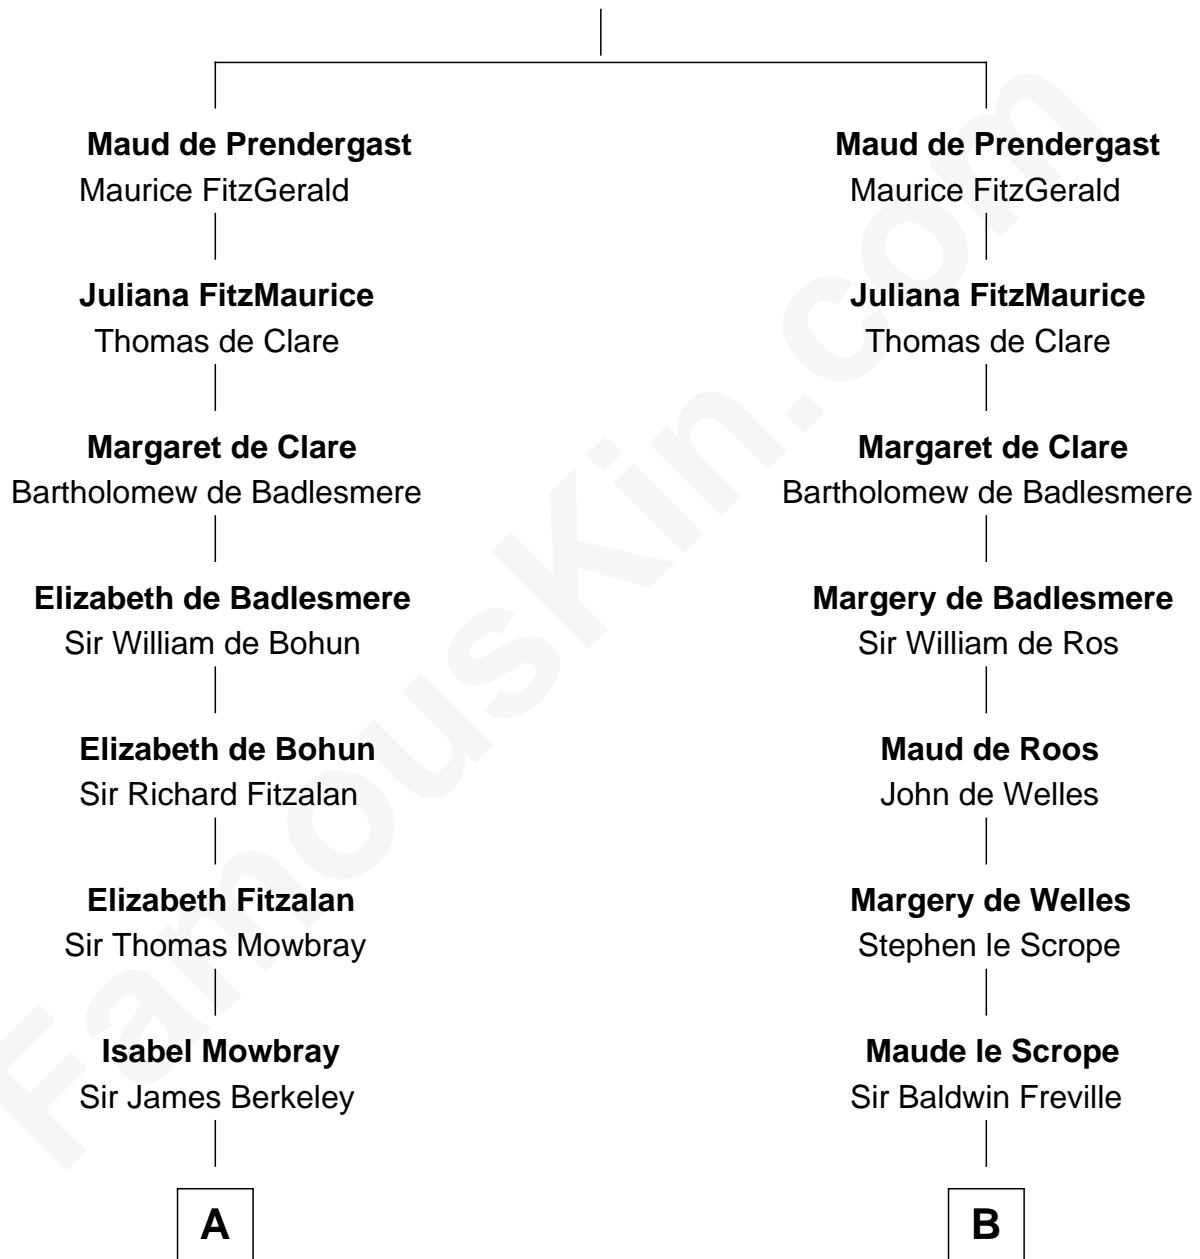 Maud de Prendergast
Maurice FitzGerald
Juliana FitzMaurice
Thomas de Clare
Margaret de Clare
Bartholomew de Badlesmere
Elizabeth de Badlesmere
Sir William de Bohun
Elizabeth de Bohun
Sir Richard Fitzalan
Elizabeth Fitzalan
Sir Thomas Mowbray
Isabel Mowbray
Sir James Berkeley
A
Maud de Prendergast
Maurice FitzGerald
Juliana FitzMaurice
Thomas de Clare
Margaret de Clare
Bartholomew de Badlesmere
Margery de Badlesmere
Sir William de Ros
Maud de Roos
John de Welles
Margery de Welles
Stephen le Scrope
Maude le Scrope
Sir Baldwin Freville
B
FamousKin.com